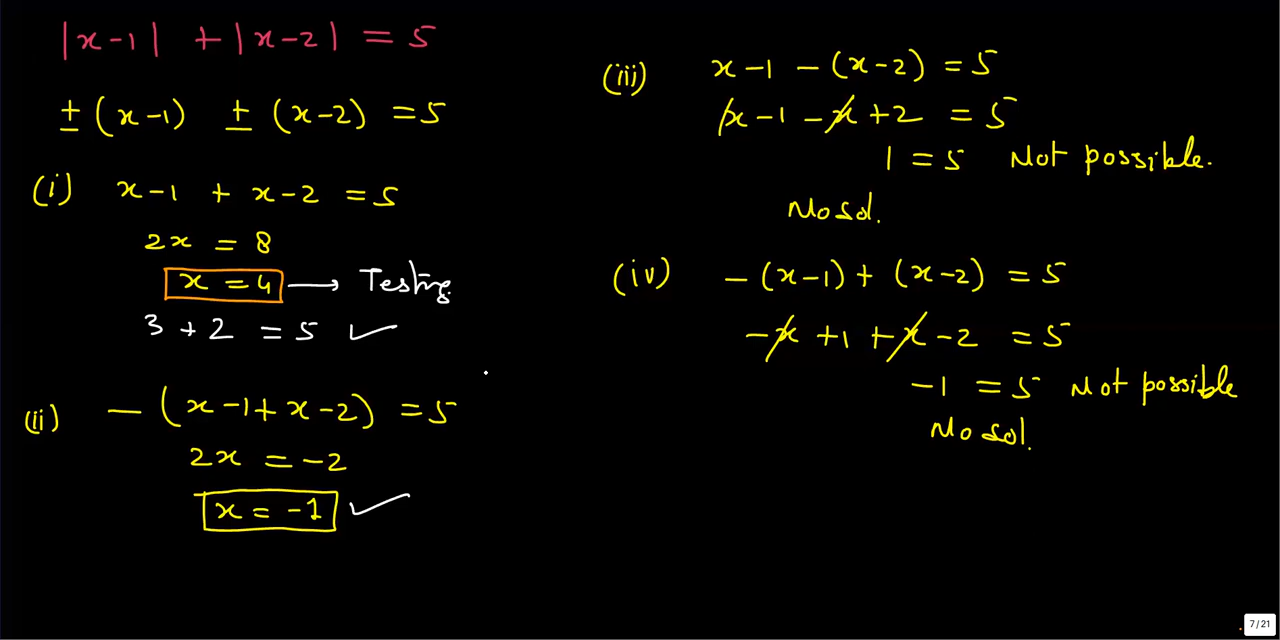 |x-1| + |x-2| = 5
± (x-1) ± (x-2) = 5
(i) x-1 + x-2 = 5
2x = 8
x = 4 → Testing
3 + 2 = 5 ✓
(ii) - (x-1+x-2) = 5
2x = -2
x = -1 ✓
(iii) x-1 - (x-2) = 5
x - 1 - x + 2 = 5
1 = 5 Not possible.
No sol.
(iv) - (x-1) + (x-2) = 5
-x + 1 + x - 2 = 5
-1 = 5 Not possible
No sol.
7/21